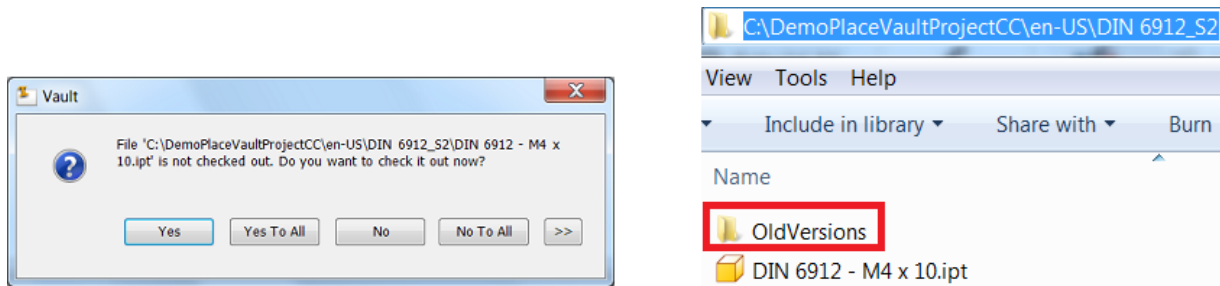 Vault
File 'C:\DemoPlaceVaultProjectCC\en-US\DIN 6912_S2\DIN 6912 - M4 x
10.ipt' is not checked out. Do you want to check it out now?
Yes Yes To All No No To All >>
C:\DemoPlaceVaultProjectCC\en-US\DIN 6912_S2
View Tools Help
Include in library Share with Burn
Name
OldVersions
DIN 6912 - M4 x 10.ipt